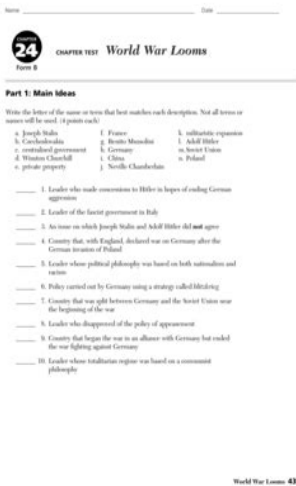 Name
Date
CHAPTER
24
Form B
CHAPTER TEST World War Looms
Part 1: Main Ideas
Write the letter of the name or term that best matches each description. Not all terms or
names will be used. (4 points each)
a. Joseph Stalin
b. Czechoslovakia
c. centralized government
d. Winston Churchill
e. private property
f. France
g. Benito Mussolini
h. Germany
i. China
j. Neville Chamberlain
k. militaristic expansion
l. Adolf Hitler
m. Soviet Union
n. Poland
1. Leader who made concessions to Hitler in hopes of ending German
aggression
2. Leader of the fascist government in Italy
3. An issue on which Joseph Stalin and Adolf Hitler did not agree
4. Country that, with England, declared war on Germany after the
German invasion of Poland
5. Leader whose political philosophy was based on both nationalism and
racism
6. Policy carried out by Germany using a strategy called blitzkrieg
7. Country that was split between Germany and the Soviet Union near
the beginning of the war
8. Leader who disapproved of the policy of appeasement
9. Country that began the war in an alliance with Germany but ended
the war fighting against Germany
10. Leader whose totalitarian regime was based on a communist
philosophy
World War Looms 43